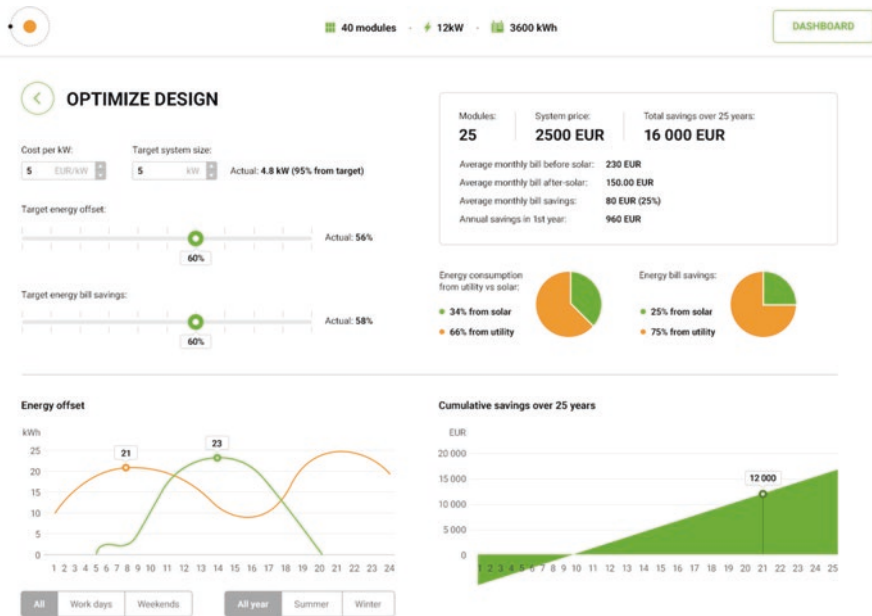 40 modules · 12kW · 3600 kWh
DASHBOARD
OPTIMIZE DESIGN
Cost per kW:
Target system size:
5 EUR/kW
5 kW
Actual: 4.8 kW (95% from target)
Target energy offset:
Actual: 56%
60%
Target energy bill savings:
Actual: 58%
60%
Modules:
System price:
Total savings over 25 years:
25
2500 EUR
16 000 EUR
Average monthly bill before solar: 230 EUR
Average monthly bill after-solar: 150.00 EUR
Average monthly bill savings: 80 EUR (25%)
Annual savings in 1st year: 960 EUR
Energy consumption
from utility vs solar:
34% from solar
66% from utility
Energy bill savings:
25% from solar
75% from utility
Energy offset
kWh
25
20
15
10
5
0
21
23
1 2 3 4 5 6 7 8 9 10 11 12 13 14 15 16 17 18 19 20 21 22 23 24
All Work days Weekends
All year Summer Winter
Cumulative savings over 25 years
EUR
20 000
15 000
10 000
5 000
0
12 000
1 2 3 4 5 6 7 8 9 10 11 12 13 14 15 16 17 18 19 20 21 22 23 24 25